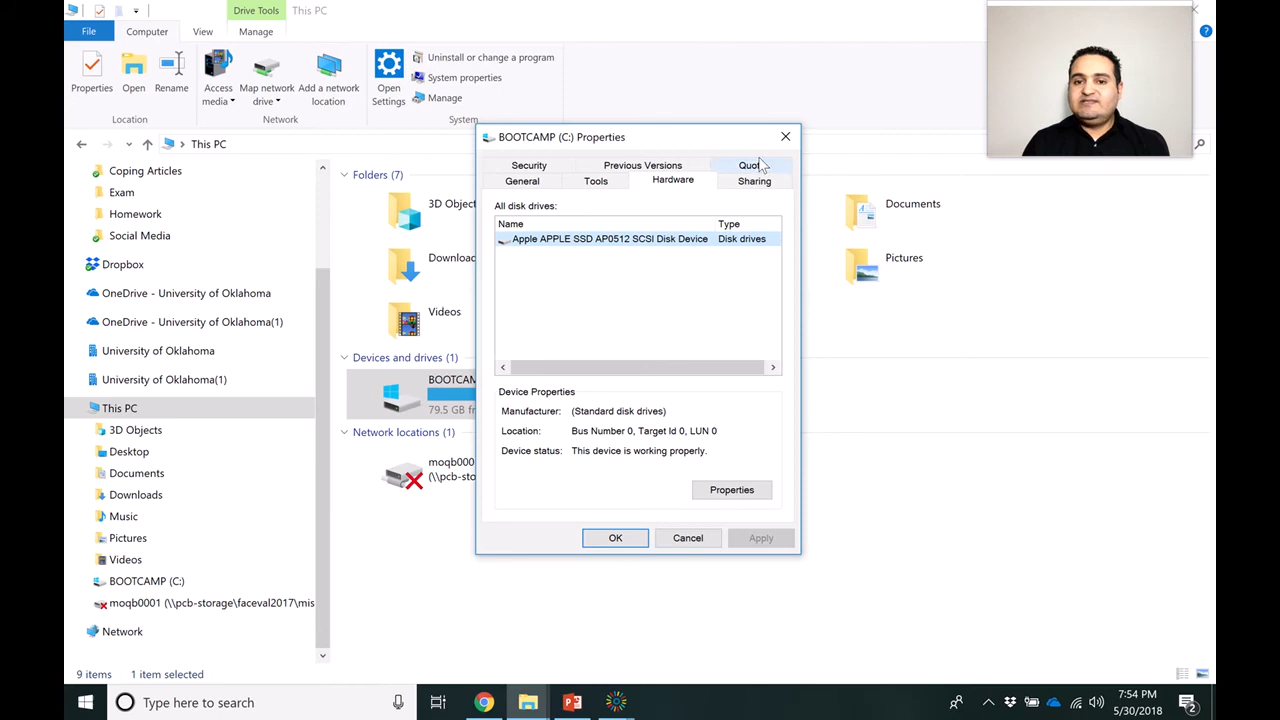 Drive Tools
This PC
File
Computer
View
Manage
Properties
Open
Rename
Access media
Map network drive
Add a network location
Open Settings
Uninstall or change a program
System properties
Manage
Location
Network
System
This PC
Coping Articles
Exam
Homework
Social Media
Dropbox
OneDrive - University of Oklahoma
OneDrive - University of Oklahoma(1)
University of Oklahoma
University of Oklahoma(1)
This PC
3D Objects
Desktop
Documents
Downloads
Music
Pictures
Videos
BOOTCAMP (C:)
moqb0001 (\\pcb-storage\faceval2017\mis
Network
Folders (7)
3D Objec
Documents
Downloa
Pictures
Videos
Devices and drives (1)
BOOTCAM
79.5 GB fr
Network locations (1)
moqb000
(\\pcb-sto
BOOTCAMP (C:) Properties
Security
Previous Versions
Quot
General
Tools
Hardware
Sharing
All disk drives:
Name
Type
Apple APPLE SSD AP0512 SCSI Disk Device
Disk drives
Device Properties
Manufacturer: (Standard disk drives)
Location: Bus Number 0, Target Id 0, LUN 0
Device status: This device is working properly.
Properties
OK
Cancel
Apply
9 items
1 item selected
Type here to search
7:54 PM
5/30/2018
2